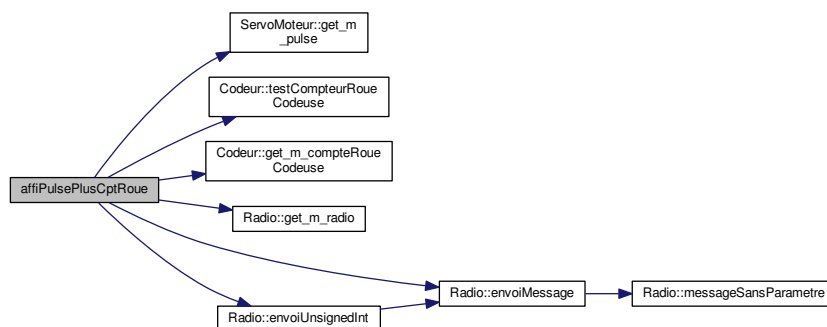 ServoMoteur::get_m
_pulse
Codeur::testCompteurRoue
Codeuse
Codeur::get_m_compteRoue
Codeuse
affiPulsePlusCptRoue
Radio::get_m_radio
Radio::envoiMessage
Radio::messageSansParametre
Radio::envoiUnsignedInt